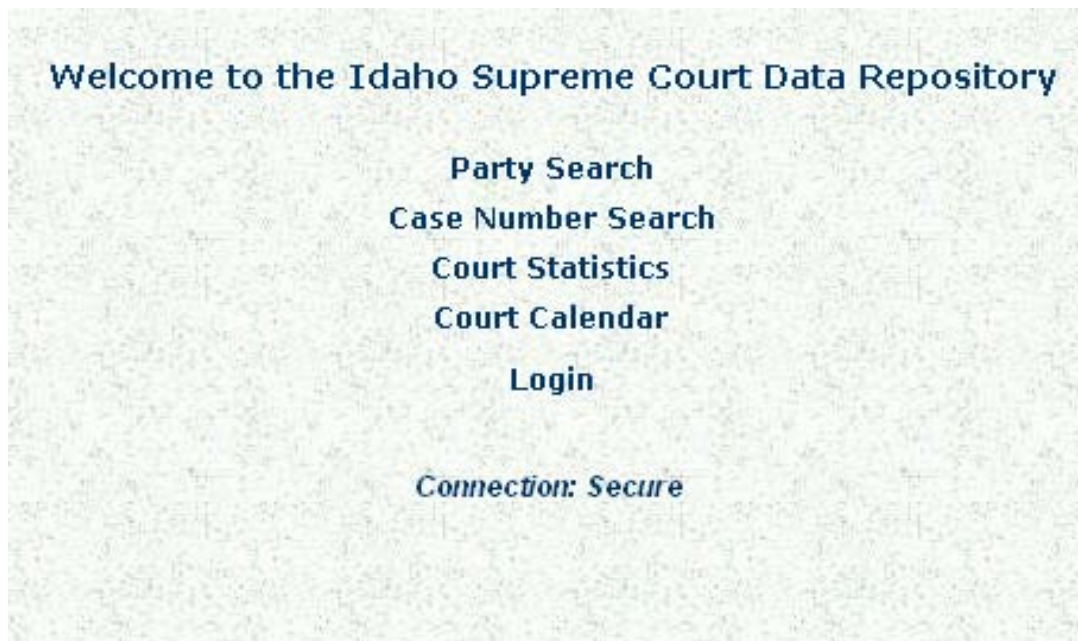 Welcome to the Idaho Supreme Court Data Repository
Party Search
Case Number Search
Court Statistics
Court Calendar
Login
Connection: Secure